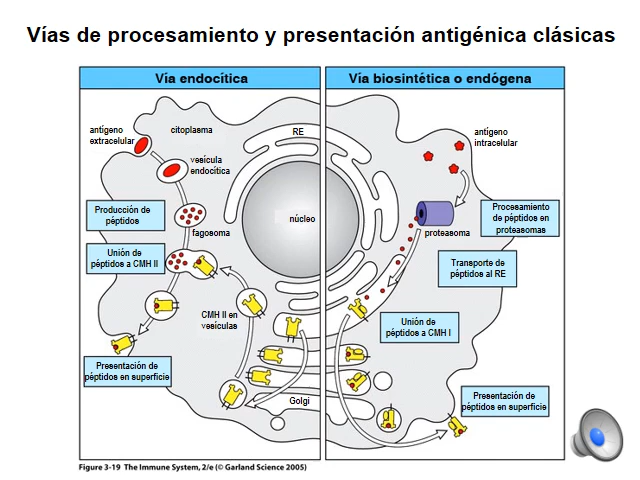 Vías de procesamiento y presentación antigénica clásicas
Vía endocítica
Vía biosintética o endógena
antígeno
extracelular
citoplasma
RE
antígeno
intracelular
vesícula
endocítica
Producción de
péptidos
fagosoma
núcleo
proteasoma
Procesamiento
de péptidos en
proteasomas
Unión de
péptidos a CMH II
Transporte de
péptidos al RE
CMH II en
vesículas
Unión de
péptidos a CMH I
Presentación de
péptidos en superficie
Golgi
Presentación de
péptidos en superficie
Figure 3-19 The Immune System, 2/e (© Garland Science 2005)